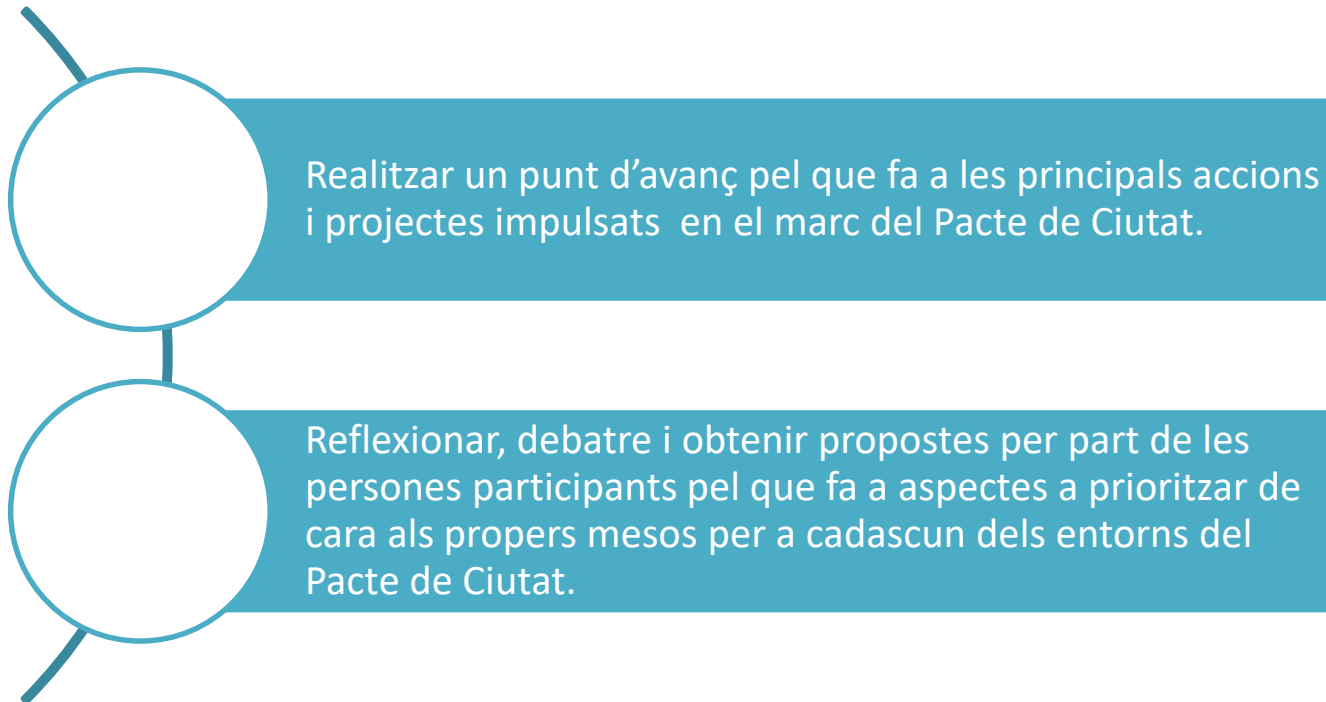 Realitzar un punt d’avanç pel que fa a les principals accions
i projectes impulsats  en el marc del Pacte de Ciutat.
Reflexionar, debatre i obtenir propostes per part de les
persones participants pel que fa a aspectes a prioritzar de
cara als propers mesos per a cadascun dels entorns del
Pacte de Ciutat.